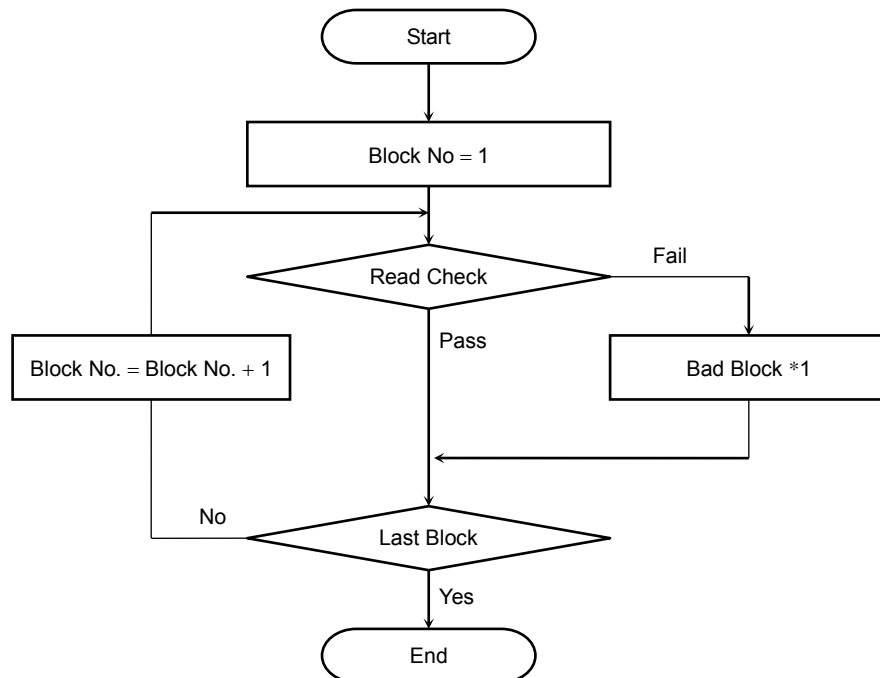 Start
Block No = 1
Read Check
Fail
Pass
Block No. = Block No. + 1
Bad Block *1
No
Last Block
Yes
End